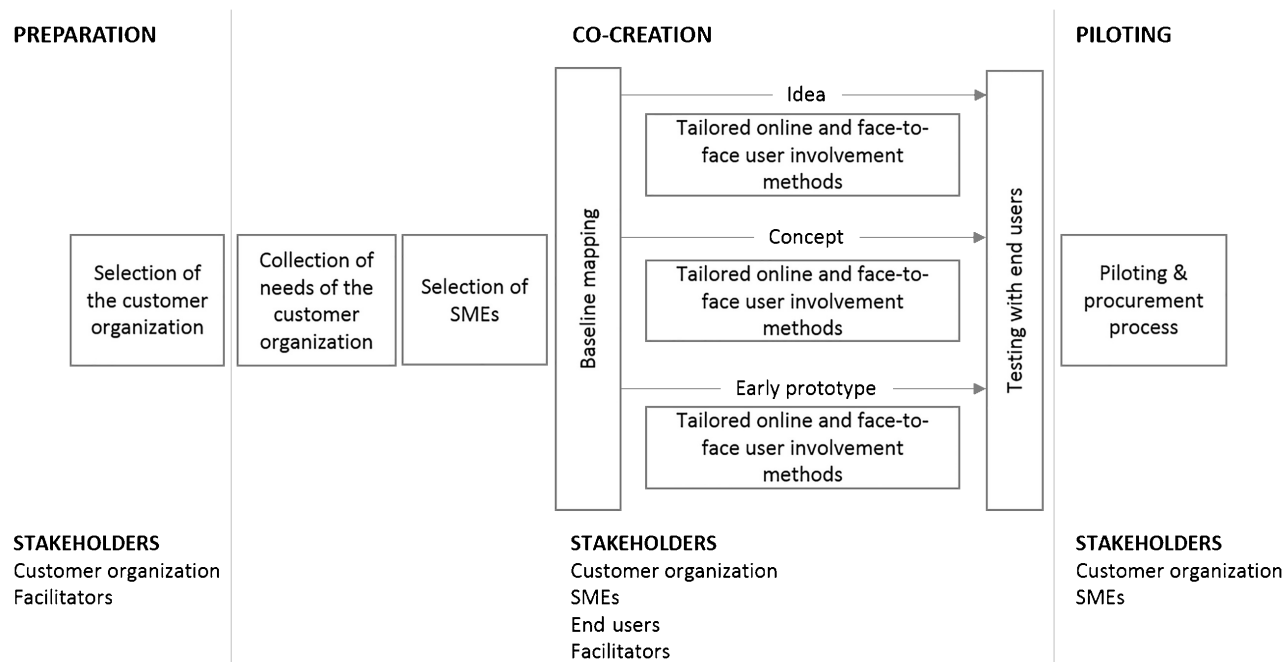 PREPARATION
CO-CREATION
PILOTING
Selection of
the customer
organization
Collection of
needs of the
customer
organization
Selection of
SMEs
Baseline mapping
Idea
Tailored online and face-to-
face user involvement
methods
Concept
Tailored online and face-to-
face user involvement
methods
Early prototype
Tailored online and face-to-
face user involvement
methods
Testing with end users
Piloting &
procurement
process
STAKEHOLDERS
Customer organization
Facilitators
STAKEHOLDERS
Customer organization
SMEs
End users
Facilitators
STAKEHOLDERS
Customer organization
SMEs